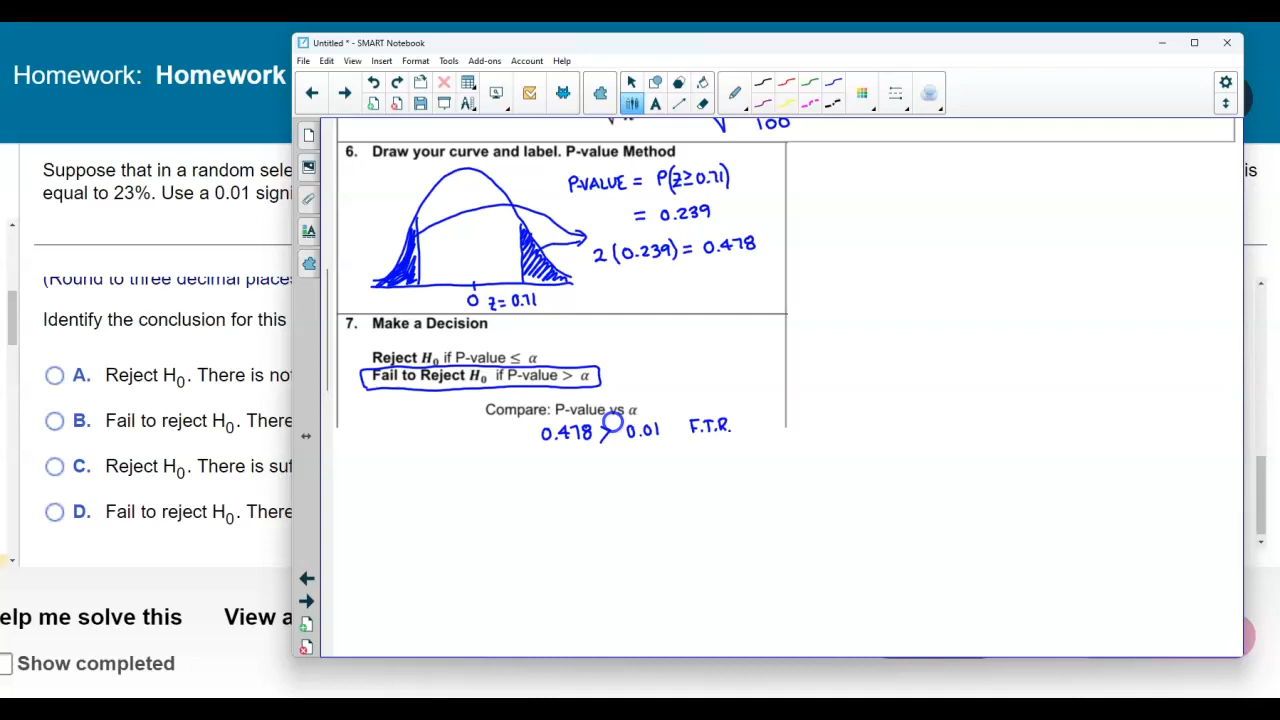 Untitled * - SMART Notebook
File Edit View Insert Format Tools Add-ons Account Help
Homework: Homework
Suppose that in a random sele
is
equal to 23%. Use a 0.01 signi
(Round to three decimal places
Identify the conclusion for this
A. Reject H0. There is not
B. Fail to reject H0. There
C. Reject H0. There is suf
D. Fail to reject H0. There
elp me solve this View a
Show completed
√ 100
6. Draw your curve and label. P-value Method
P-VALUE = P(Z≥0.71)
= 0.239
2(0.239) = 0.478
0 z = 0.71
7. Make a Decision
Reject H0 if P-value ≤ α
Fail to Reject H0 if P-value > α
Compare: P-value vs α
0.478 > 0.01 F.T.R.